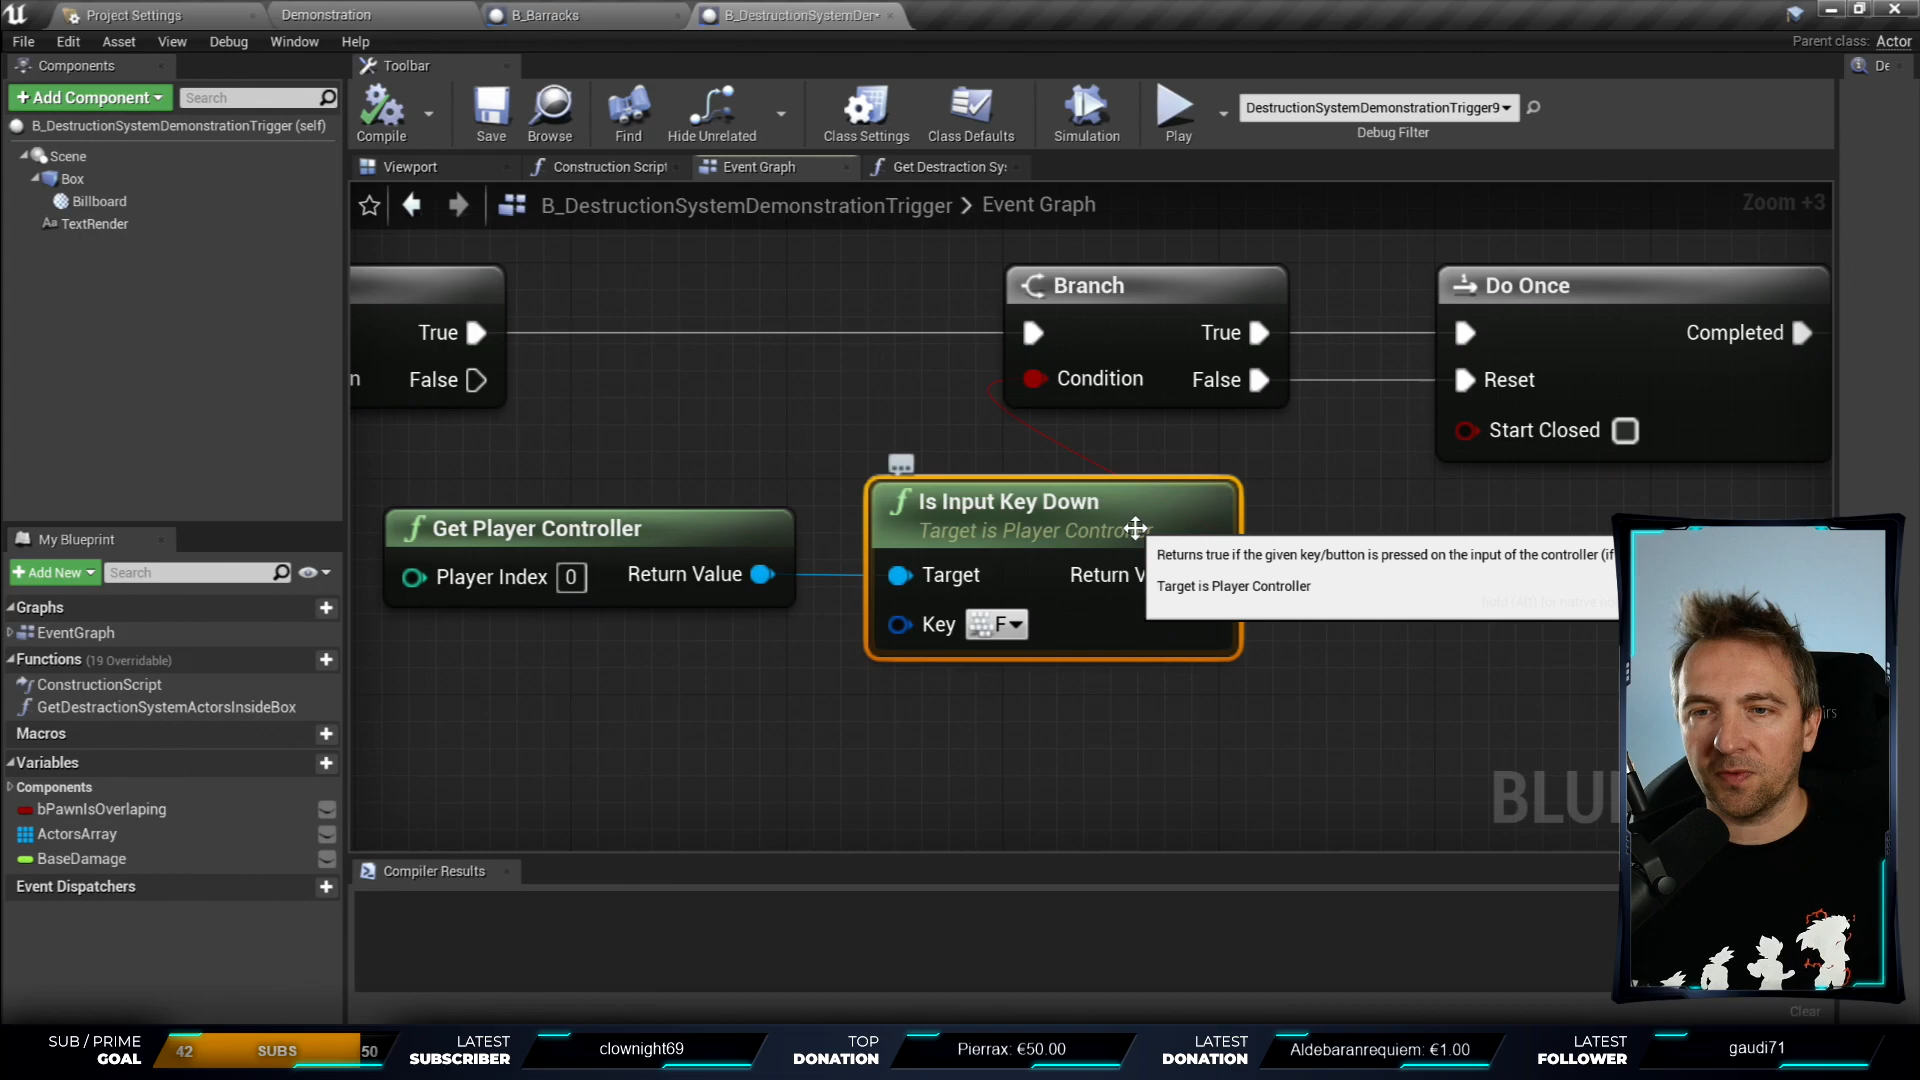 Project Settings
Demonstration
B_Barracks
B_DestructionSystemDem•
File Edit Asset View Debug Window Help
Parent class: Actor
Components
Toolbar
De
+ Add Component
Search
B_DestructionSystemDemonstrationTrigger (self)
Scene
Box
Billboard
TextRender
Compile
Save
Browse
Find
Hide Unrelated
Class Settings
Class Defaults
Simulation
Play
DestructionSystemDemonstrationTrigger9
Debug Filter
Viewport
Construction Script
Event Graph
Get Destraction Sy
B_DestructionSystemDemonstrationTrigger > Event Graph
Zoom +3
True
False
n
Branch
Condition
True
False
Do Once
Completed
Reset
Start Closed
Get Player Controller
Player Index 0
Return Value
Is Input Key Down
Target is Player Controller
Target
Return V
Key F
Returns true if the given key/button is pressed on the input of the controller (if
Target is Player Controller
My Blueprint
+ Add New
Search
Graphs
EventGraph
Functions (19 Overridable)
ConstructionScript
GetDestractionSystemActorsInsideBox
Macros
Variables
Components
bPawnIsOverlaping
ActorsArray
BaseDamage
Event Dispatchers
BLU
Compiler Results
Clear
SUB / PRIME
GOAL
42 SUBS 50
LATEST
SUBSCRIBER
clownight69
TOP
DONATION
Pierrax: €50.00
LATEST
DONATION
Aldebaranrequiem: €1.00
LATEST
FOLLOWER
gaudi71